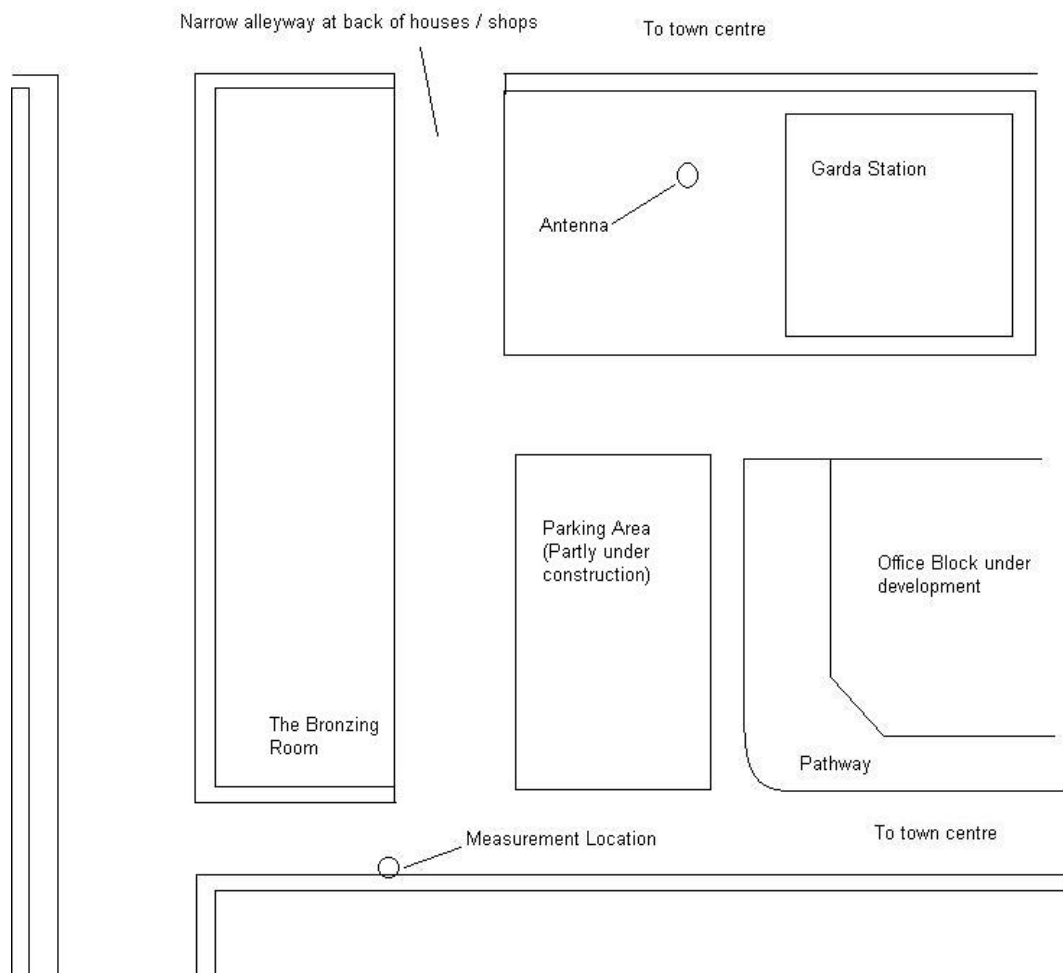 Narrow alleyway at back of houses / shops
To town centre
Garda Station
Antenna
Parking Area
(Partly under
construction)
Office Block under
development
The Bronzing
Room
Pathway
Measurement Location
To town centre